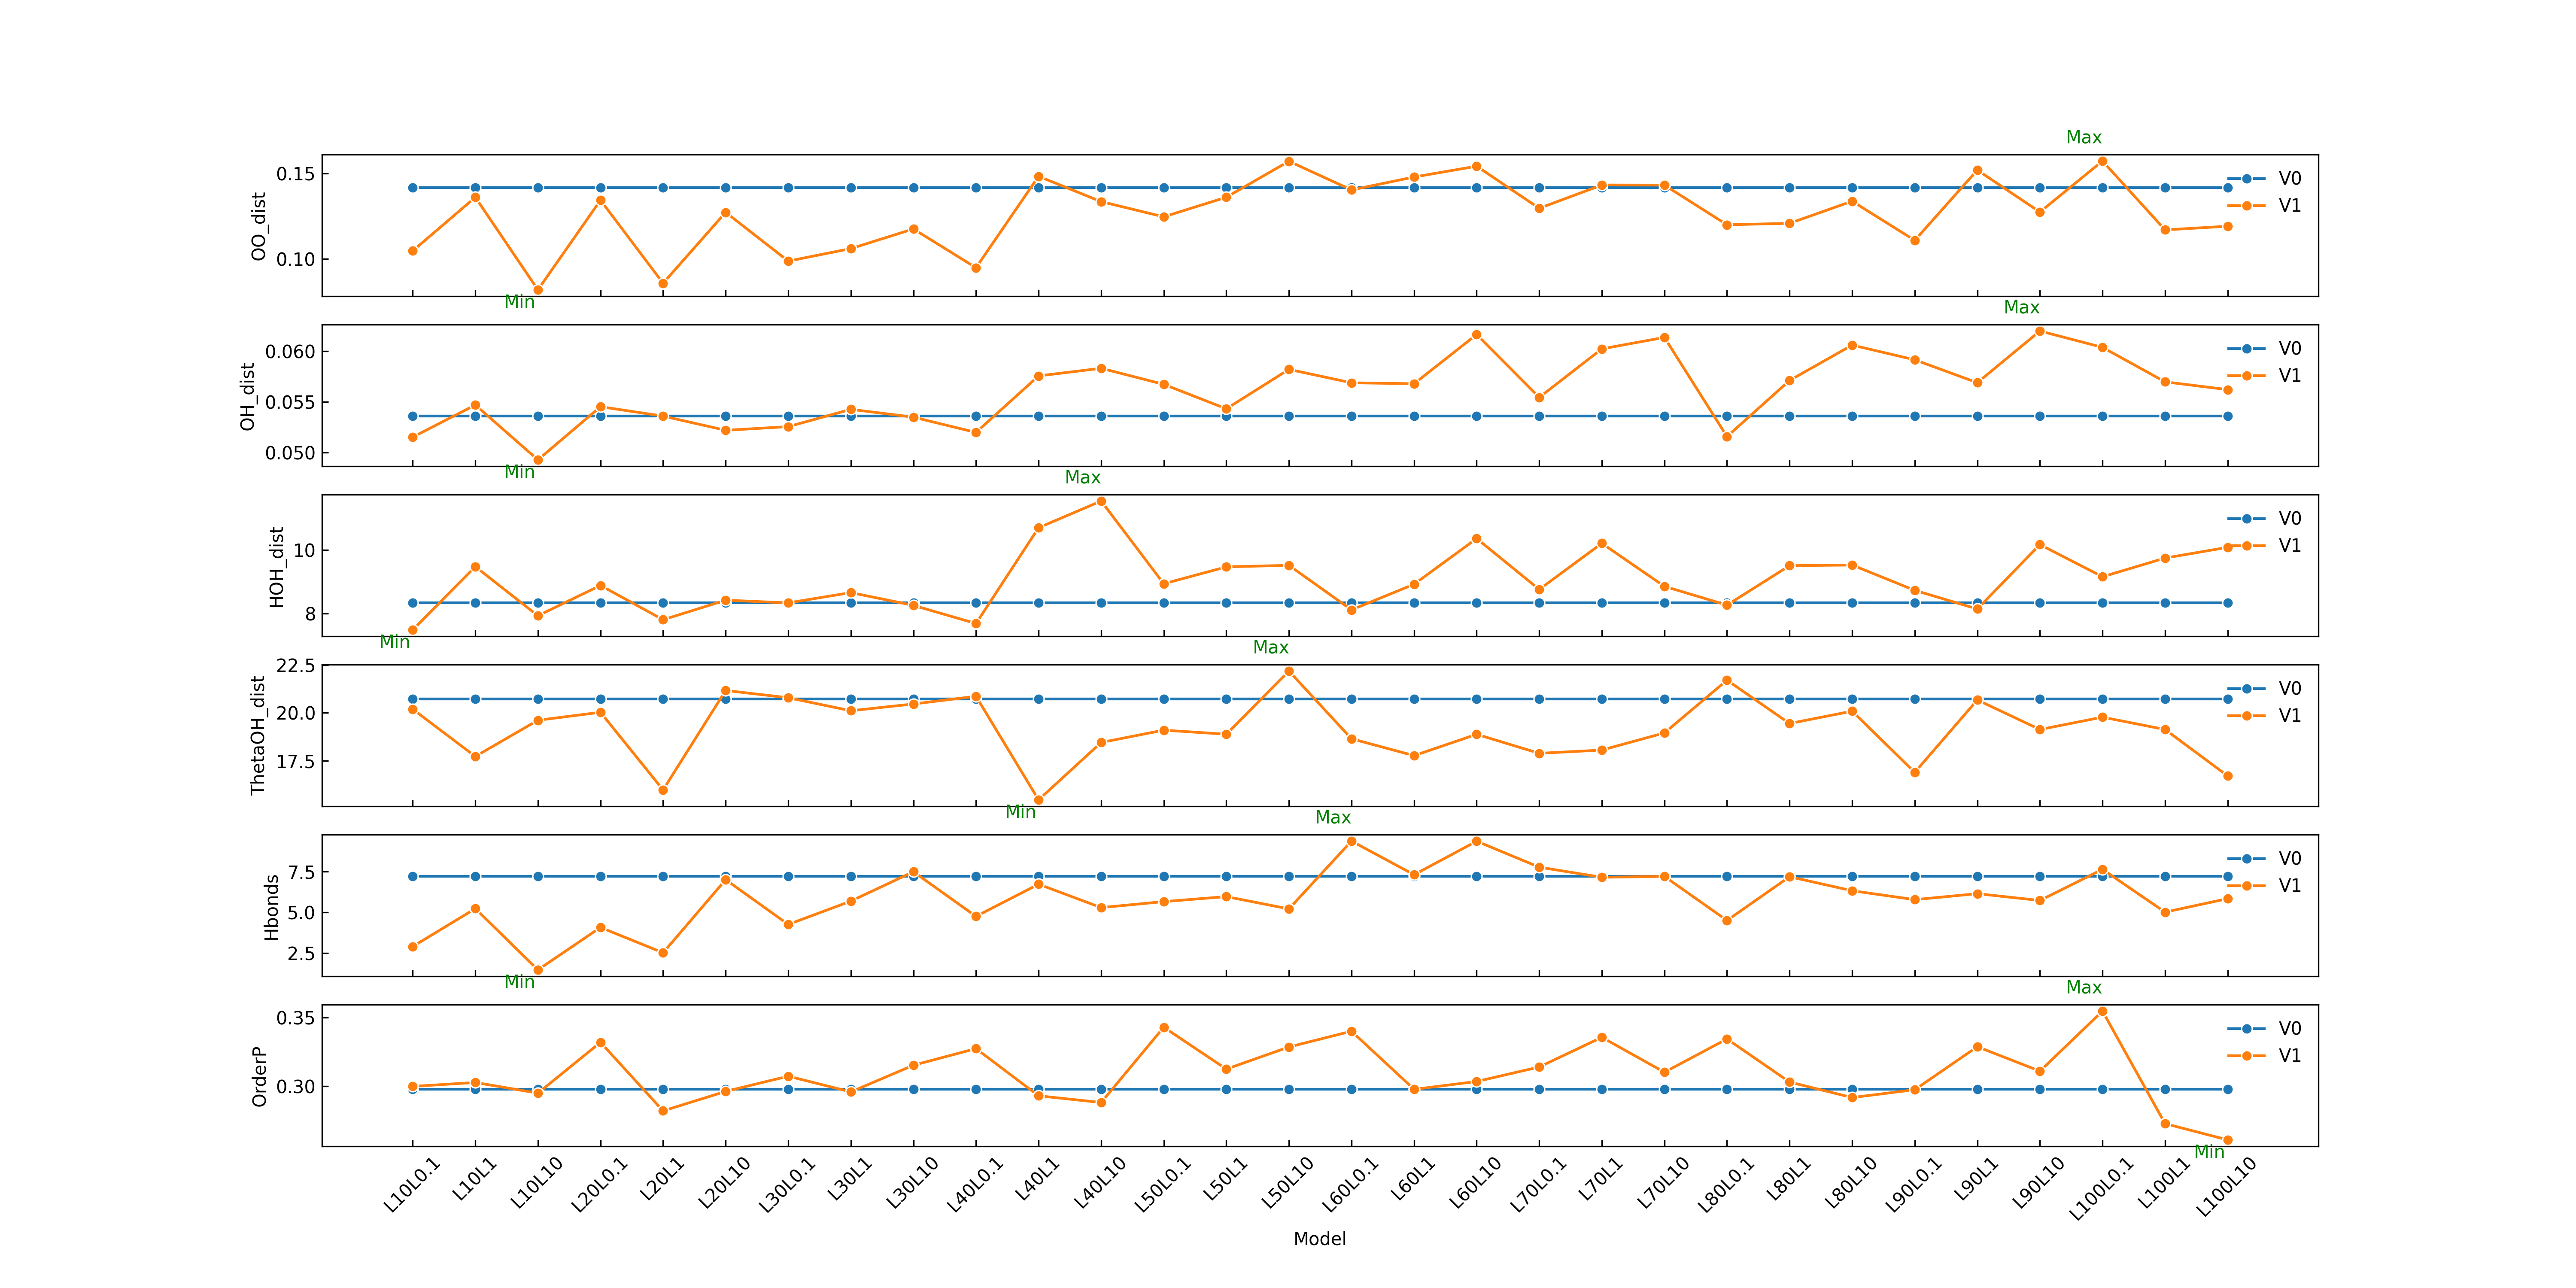 Max
OO_dist
0.15
0.10
V0
V1
Min
Max
OH_dist
0.060
0.055
0.050
V0
V1
Min
Max
HOH_dist
10
8
V0
V1
Min
Max
ThetaOH_dist
22.5
20.0
17.5
V0
V1
Min
Max
Hbonds
7.5
5.0
2.5
V0
V1
Min
Max
OrderP
0.35
0.30
V0
V1
Min
L10L0.1
L10L1
L10L10
L20L0.1
L20L1
L20L10
L30L0.1
L30L1
L30L10
L40L0.1
L40L1
L40L10
L50L0.1
L50L1
L50L10
L60L0.1
L60L1
L60L10
L70L0.1
L70L1
L70L10
L80L0.1
L80L1
L80L10
L90L0.1
L90L1
L90L10
L100L0.1
L100L1
L100L10
Model